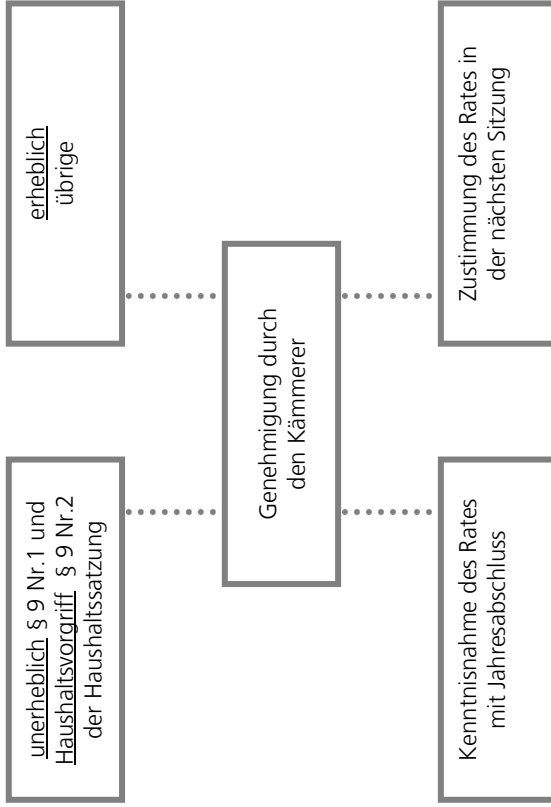 unerheblich § 9 Nr.1 und
Haushaltsvorgriff § 9 Nr.2
der Haushaltssatzung
erheblich
übrige
Genehmigung durch
den Kämmerer
Kenntnisnahme des Rates
mit Jahresabschluss
Zustimmung des Rates in
der nächsten Sitzung